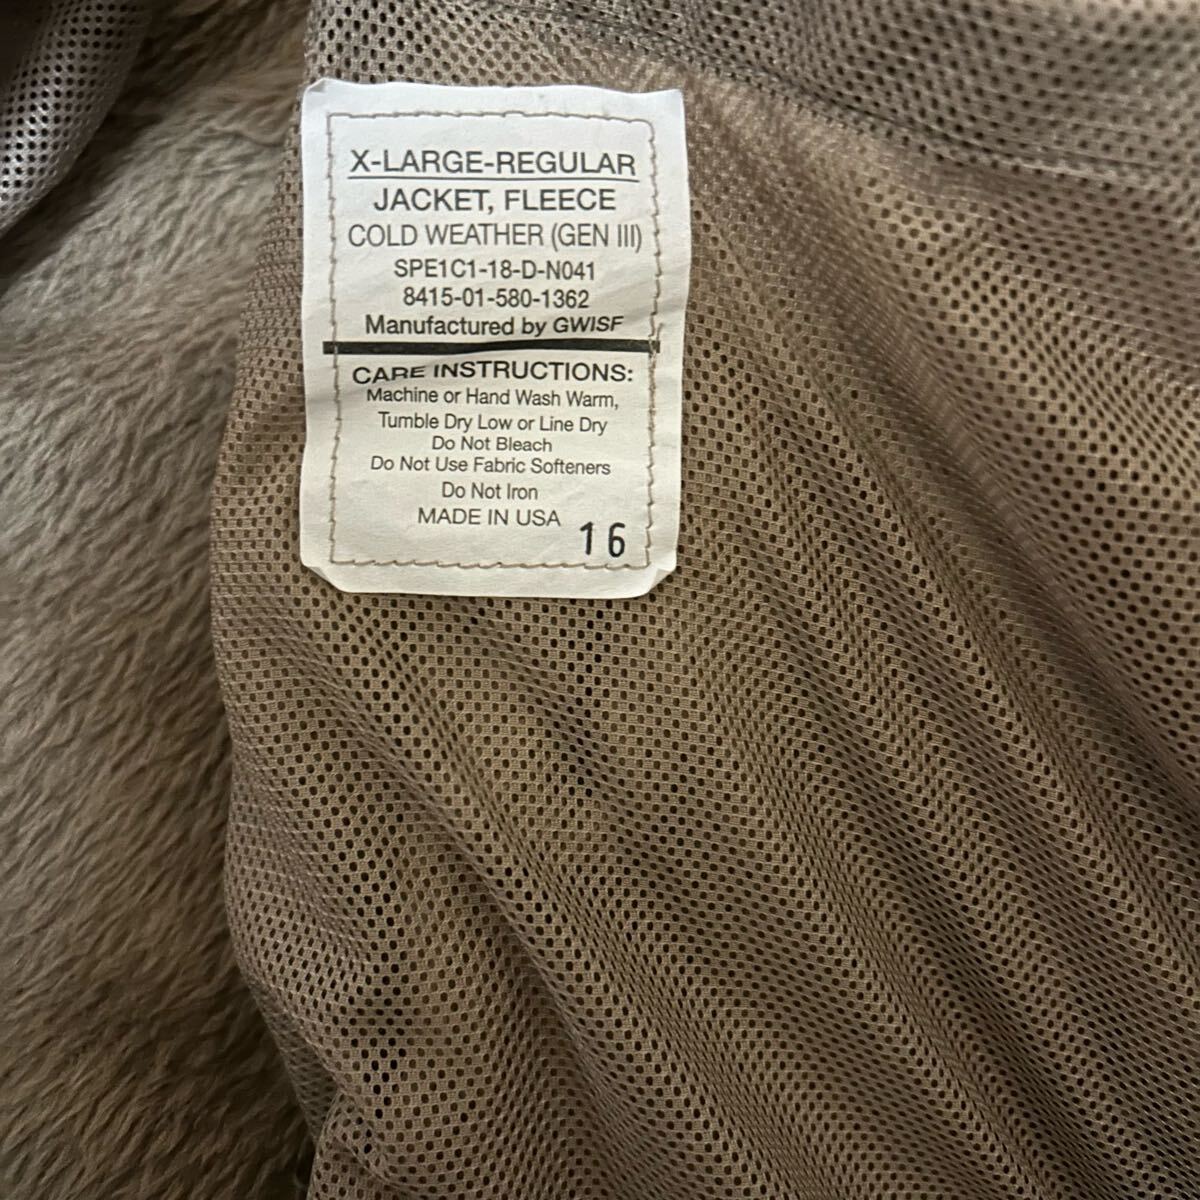 X-LARGE-REGULAR
JACKET, FLEECE
COLD WEATHER (GEN III)
SPE1C1-18-D-N041
8415-01-580-1362
Manufactured by GWISF
CARE INSTRUCTIONS:
Machine or Hand Wash Warm,
Tumble Dry Low or Line Dry
Do Not Bleach
Do Not Use Fabric Softeners
Do Not Iron
MADE IN USA
16